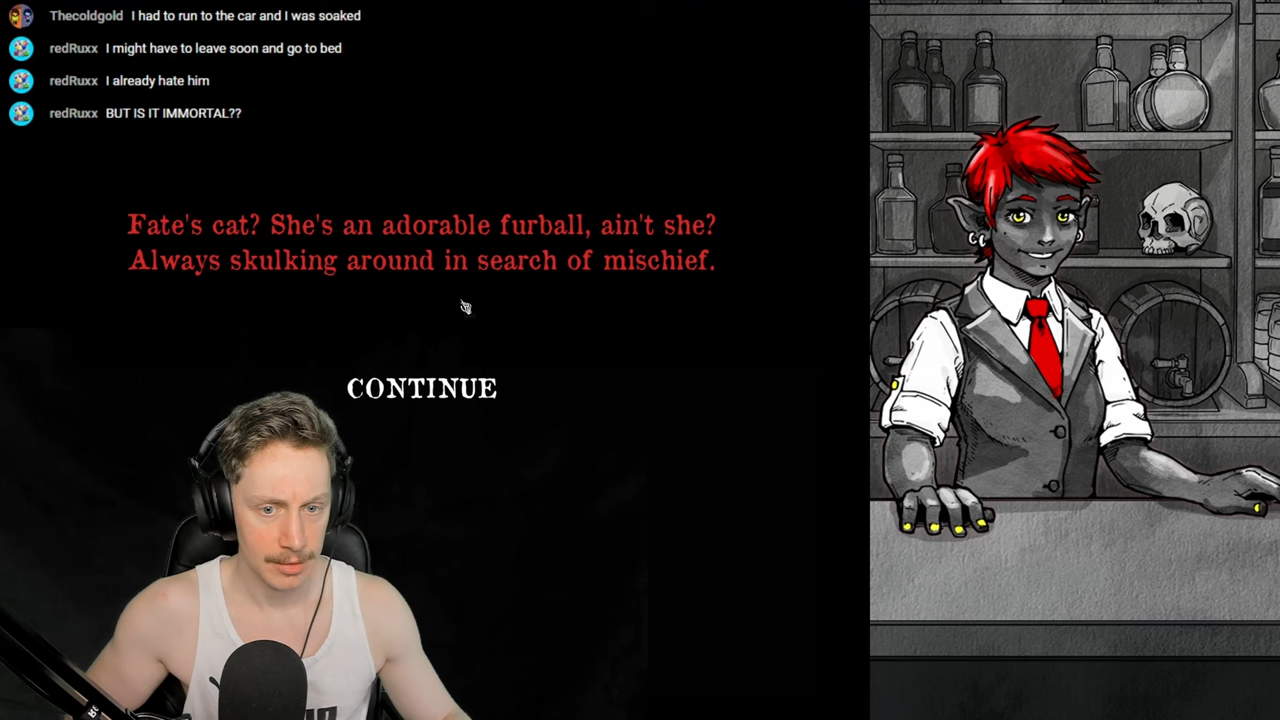 Thecoldgold I had to run to the car and I was soaked
redRuxx I might have to leave soon and go to bed
redRuxx I already hate him
redRuxx BUT IS IT IMMORTAL??
Fate's cat? She's an adorable furball, ain't she?
Always skulking around in search of mischief.
CONTINUE